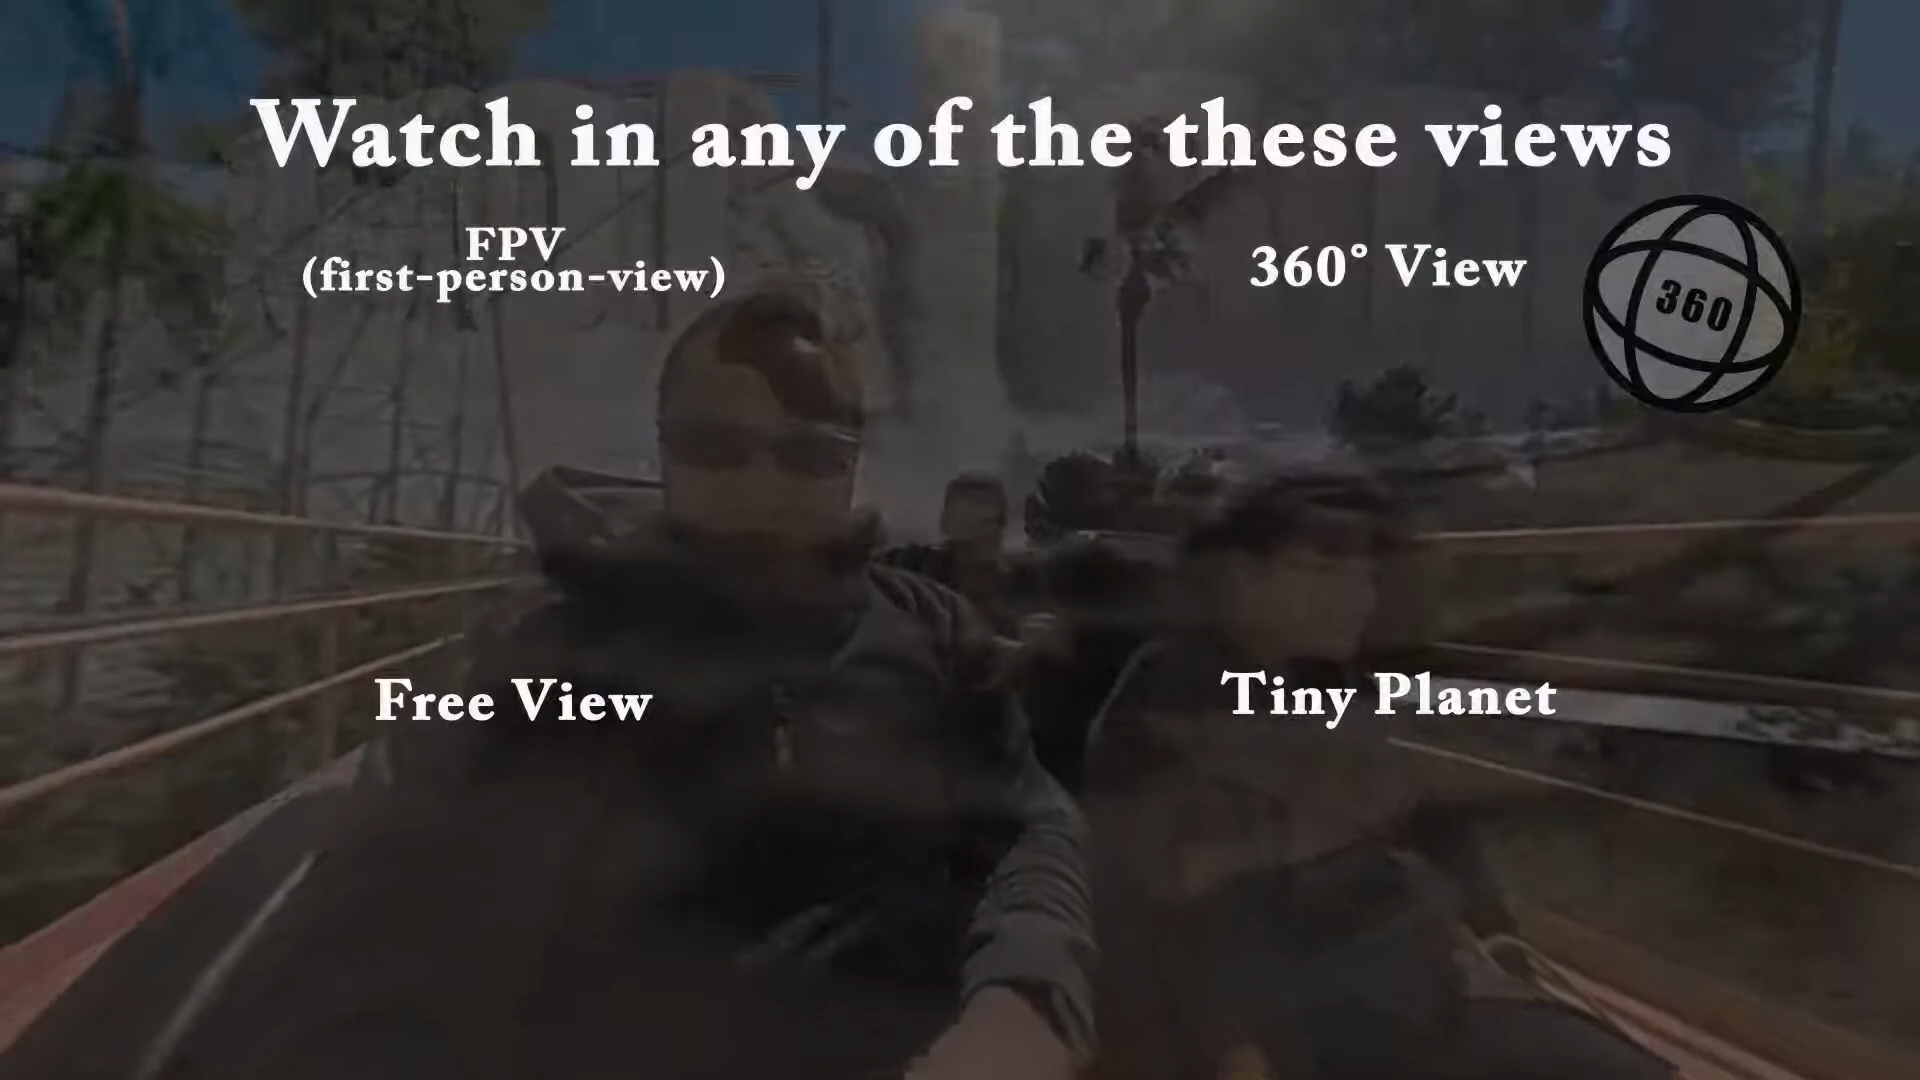 Watch in any of the these views
FPV
(first-person-view)
360° View
360
Free View
Tiny Planet